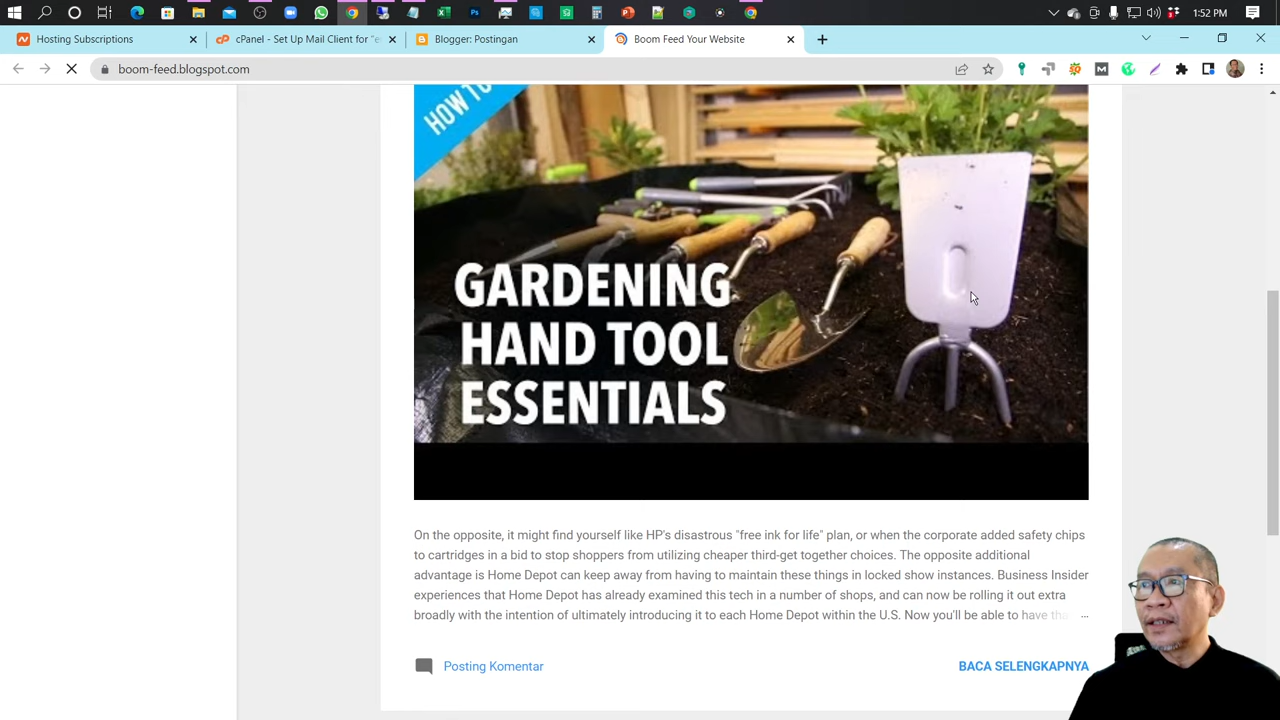 1:52 PM
Hosting Subscriptions
cPanel - Set Up Mail Client for "e
Blogger: Postingan
Boom Feed Your Website
boom-feed.blogspot.com
HOW TO
GARDENING
HAND TOOL
ESSENTIALS
On the opposite, it might find yourself like HP's disastrous "free ink for life" plan, or when the corporate added safety chips
to cartridges in a bid to stop shoppers from utilizing cheaper third-get together choices. The opposite additional
advantage is Home Depot can keep away from having to maintain these things in locked show instances. Business Insider
experiences that Home Depot has already examined this tech in a number of shops, and can now be rolling it out extra
broadly with the intention of ultimately introducing it to each Home Depot within the U.S. Now you'll be able to have
...
Posting Komentar
BACA SELENGKAPNYA